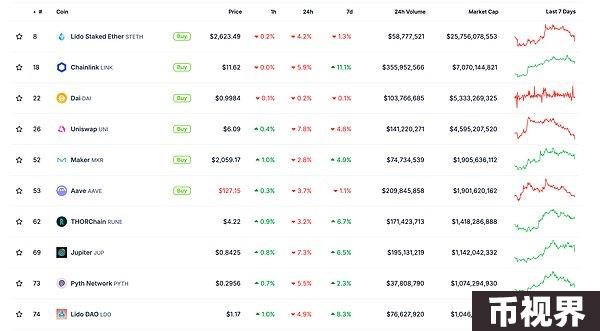 # Coin Price 1h 24h 7d 24h Volume Market Cap Last 7 Days
8 Lido Staked Ether STETH Buy $2,623.49 0.2% 4.2% 1.3% $58,777,521 $25,756,078,553
18 Chainlink LINK Buy $11.62 0.0% 5.9% 11.1% $355,952,566 $7,070,144,821
22 Dai DAI Buy $0.9984 0.1% 0.2% 0.1% $103,766,685 $5,333,269,325
26 Uniswap UNI Buy $6.09 0.4% 7.8% 4.8% $141,220,271 $4,595,207,520
52 Maker MKR Buy $2,059.17 1.0% 2.8% 4.9% $74,734,539 $1,905,636,112
53 Aave AAVE Buy $127.15 0.3% 3.7% 1.1% $209,845,858 $1,901,620,162
62 THORChain RUNE $4.22 0.9% 3.2% 6.7% $171,423,713 $1,418,286,888
69 Jupiter JUP $0.8425 0.8% 7.3% 6.5% $195,131,219 $1,142,042,332
73 Pyth Network PYTH $0.2956 0.7% 5.5% 2.3% $37,808,790 $1,074,294,930
74 Lido DAO LDO $1.17 1.0% 4.9% 8.3% $76,627,920 $1,046,
币视界